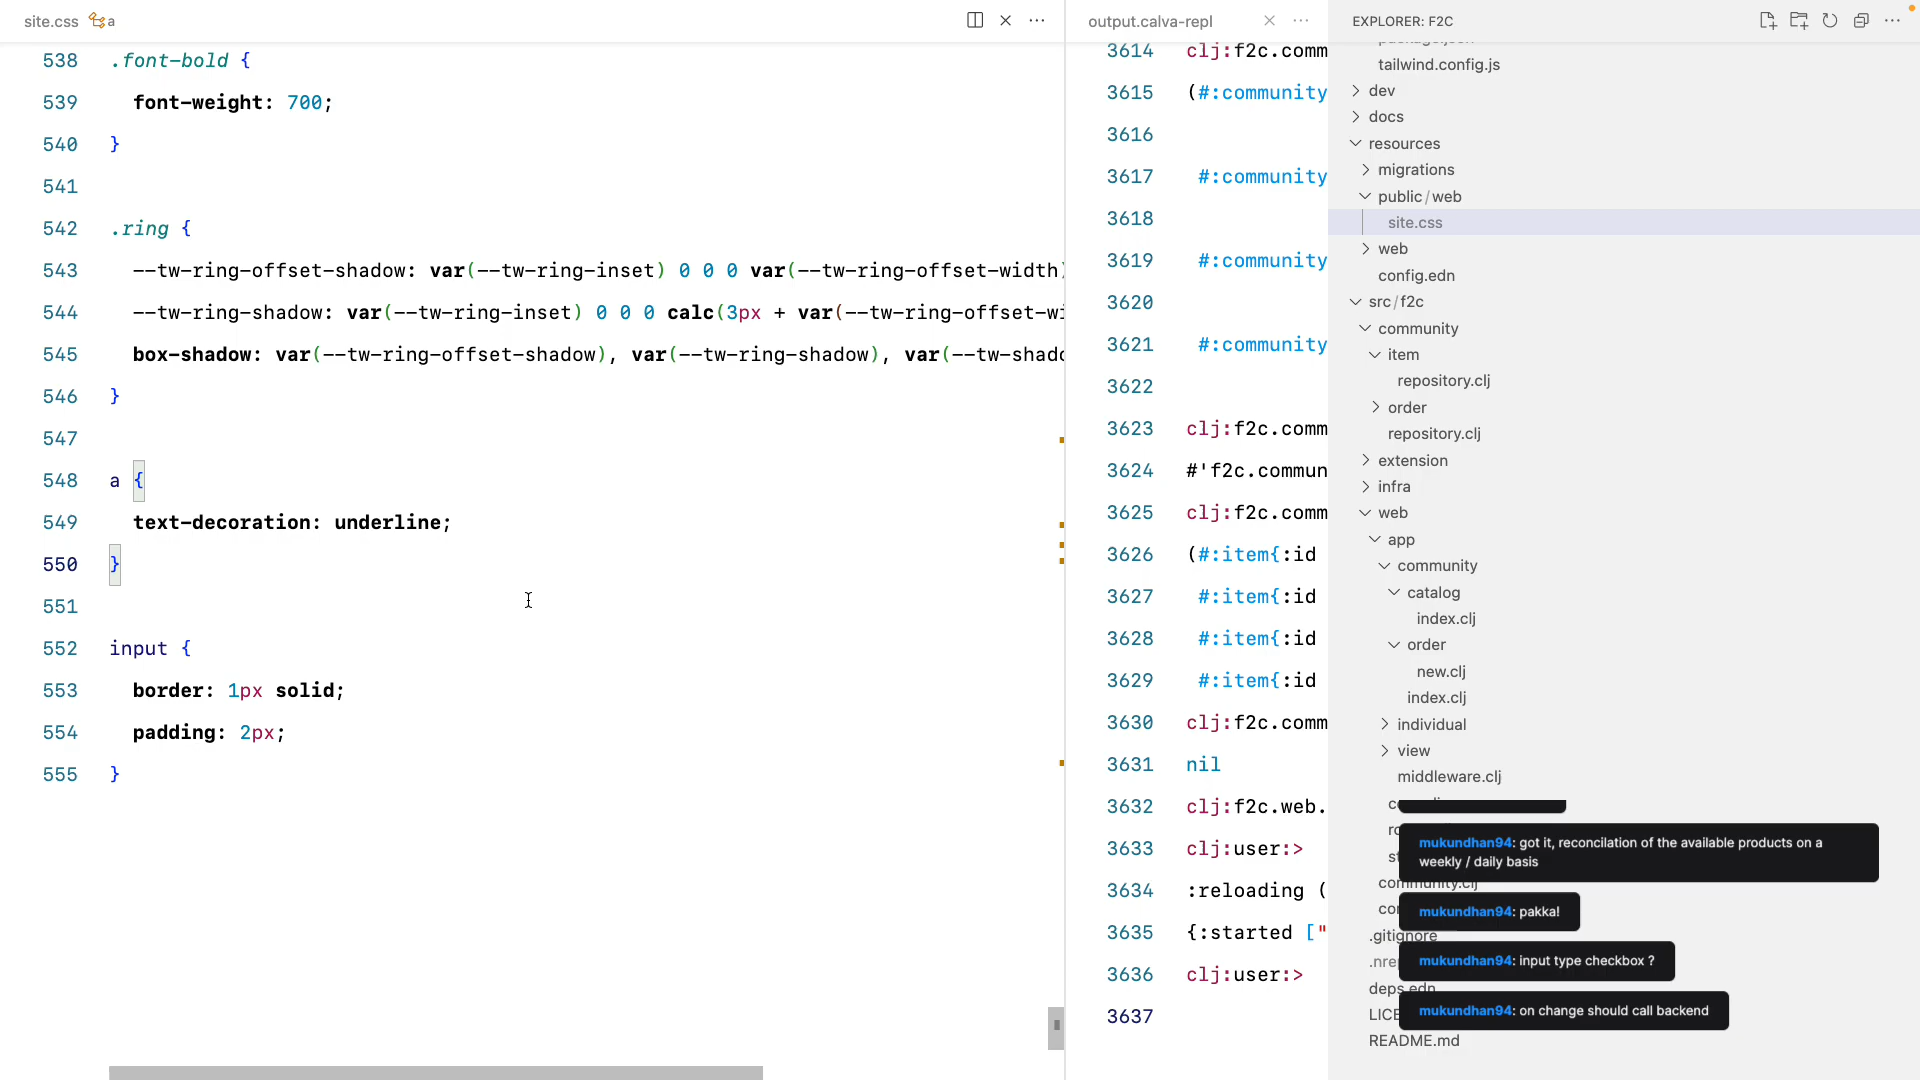 site.css a
538 .font-bold {
539 font-weight: 700;
540 }
541
542 .ring {
543 --tw-ring-offset-shadow: var(--tw-ring-inset) 0 0 0 var(--tw-ring-offset-width)
544 --tw-ring-shadow: var(--tw-ring-inset) 0 0 0 calc(3px + var(--tw-ring-offset-wi
545 box-shadow: var(--tw-ring-offset-shadow), var(--tw-ring-shadow), var(--tw-shado
546 }
547
548 a {
549 text-decoration: underline;
550 }
551
552 input {
553 border: 1px solid;
554 padding: 2px;
555 }
output.calva-repl
3614 clj:f2c.comm
3615 (#:community
3616
3617 #:community
3618
3619 #:community
3620
3621 #:community
3622
3623 clj:f2c.comm
3624 #'f2c.commun
3625 clj:f2c.comm
3626 (#:item{:id
3627 #:item{:id
3628 #:item{:id
3629 #:item{:id
3630 clj:f2c.comm
3631 nil
3632 clj:f2c.web.
3633 clj:user:>
3634 :reloading (
3635 {:started ["
3636 clj:user:>
3637
EXPLORER: F2C
tailwind.config.js
dev
docs
resources
migrations
public/web
site.css
web
config.edn
src/f2c
community
item
repository.clj
order
repository.clj
extension
infra
web
app
community
catalog
index.clj
order
new.clj
index.clj
individual
view
middleware.clj
mukundhan94: got it, reconcilation of the available products on a
weekly / daily basis
community.clj
mukundhan94: pakka!
.gitignore
.nre
mukundhan94: input type checkbox ?
deps.edn
LICE
mukundhan94: on change should call backend
README.md